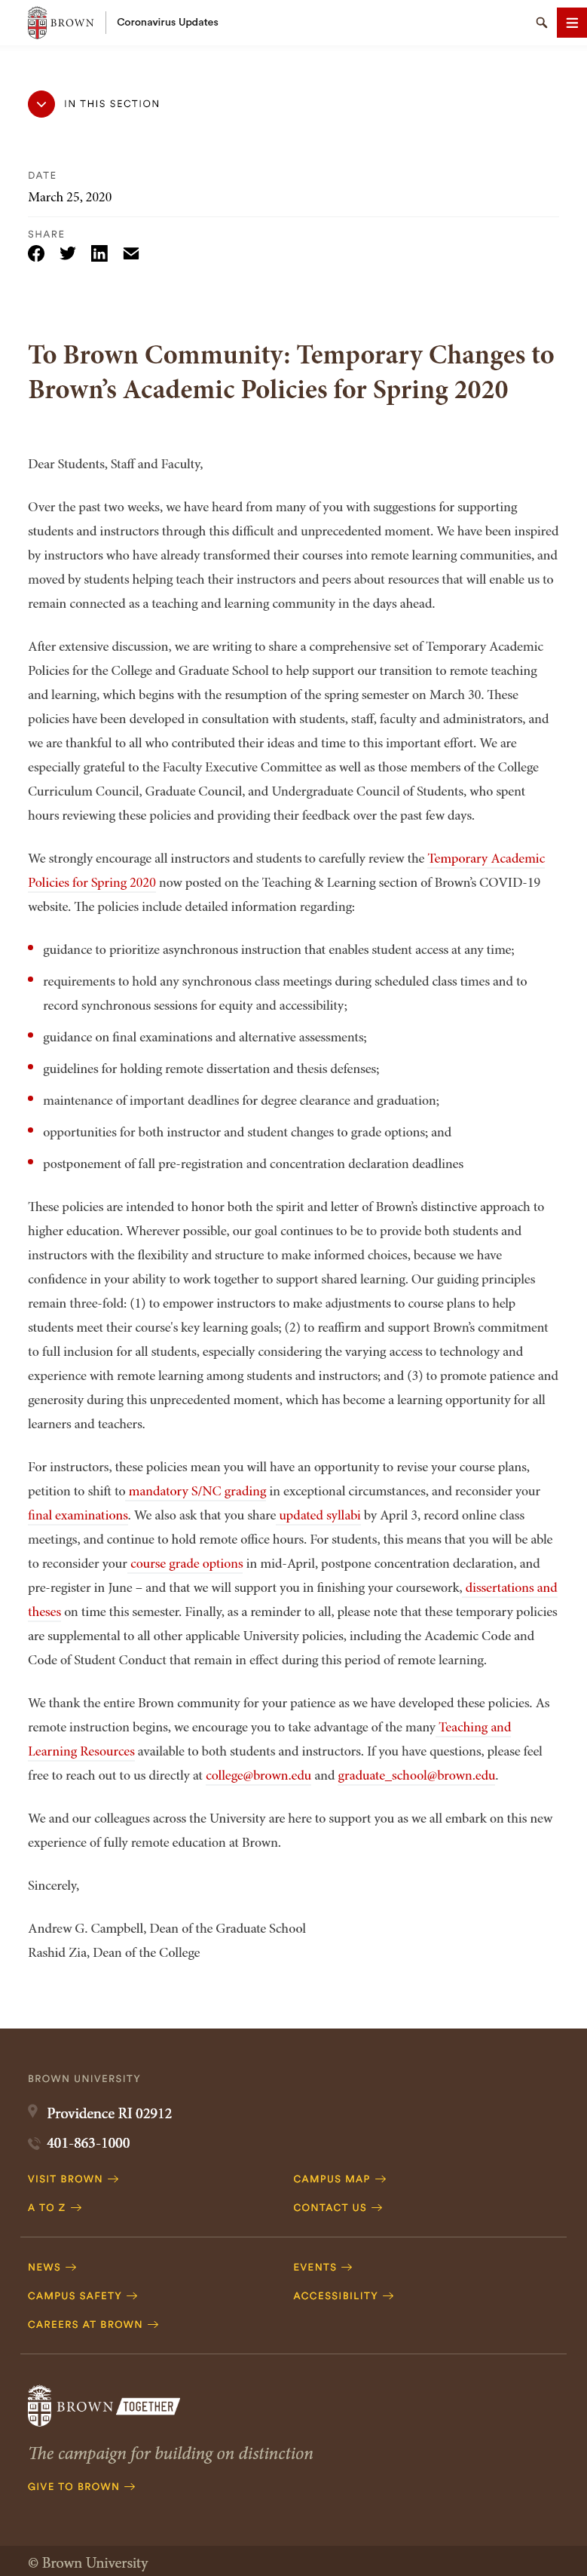 BROWN
Coronavirus Updates
IN THIS SECTION
DATE
March 25, 2020
SHARE
To Brown Community: Temporary Changes to
Brown’s Academic Policies for Spring 2020
Dear Students, Staff and Faculty,
Over the past two weeks, we have heard from many of you with suggestions for supporting
students and instructors through this difficult and unprecedented moment. We have been inspired
by instructors who have already transformed their courses into remote learning communities, and
moved by students helping teach their instructors and peers about resources that will enable us to
remain connected as a teaching and learning community in the days ahead.
After extensive discussion, we are writing to share a comprehensive set of Temporary Academic
Policies for the College and Graduate School to help support our transition to remote teaching
and learning, which begins with the resumption of the spring semester on March 30. These
policies have been developed in consultation with students, staff, faculty and administrators, and
we are thankful to all who contributed their ideas and time to this important effort. We are
especially grateful to the Faculty Executive Committee as well as those members of the College
Curriculum Council, Graduate Council, and Undergraduate Council of Students, who spent
hours reviewing these policies and providing their feedback over the past few days.
We strongly encourage all instructors and students to carefully review the Temporary Academic
Policies for Spring 2020 now posted on the Teaching & Learning section of Brown’s COVID-19
website. The policies include detailed information regarding:
guidance to prioritize asynchronous instruction that enables student access at any time;
requirements to hold any synchronous class meetings during scheduled class times and to
record synchronous sessions for equity and accessibility;
guidance on final examinations and alternative assessments;
guidelines for holding remote dissertation and thesis defenses;
maintenance of important deadlines for degree clearance and graduation;
opportunities for both instructor and student changes to grade options; and
postponement of fall pre-registration and concentration declaration deadlines
These policies are intended to honor both the spirit and letter of Brown’s distinctive approach to
higher education. Wherever possible, our goal continues to be to provide both students and
instructors with the flexibility and structure to make informed choices, because we have
confidence in your ability to work together to support shared learning. Our guiding principles
remain three-fold: (1) to empower instructors to make adjustments to course plans to help
students meet their course's key learning goals; (2) to reaffirm and support Brown’s commitment
to full inclusion for all students, especially considering the varying access to technology and
experience with remote learning among students and instructors; and (3) to promote patience and
generosity during this unprecedented moment, which has become a learning opportunity for all
learners and teachers.
For instructors, these policies mean you will have an opportunity to revise your course plans,
petition to shift to mandatory S/NC grading in exceptional circumstances, and reconsider your
final examinations. We also ask that you share updated syllabi by April 3, record online class
meetings, and continue to hold remote office hours. For students, this means that you will be able
to reconsider your course grade options in mid-April, postpone concentration declaration, and
pre-register in June – and that we will support you in finishing your coursework, dissertations and
theses on time this semester. Finally, as a reminder to all, please note that these temporary policies
are supplemental to all other applicable University policies, including the Academic Code and
Code of Student Conduct that remain in effect during this period of remote learning.
We thank the entire Brown community for your patience as we have developed these policies. As
remote instruction begins, we encourage you to take advantage of the many Teaching and
Learning Resources available to both students and instructors. If you have questions, please feel
free to reach out to us directly at college@brown.edu and graduate_school@brown.edu.
We and our colleagues across the University are here to support you as we all embark on this new
experience of fully remote education at Brown.
Sincerely,
Andrew G. Campbell, Dean of the Graduate School
Rashid Zia, Dean of the College
BROWN UNIVERSITY
Providence RI 02912
401-863-1000
VISIT BROWN
CAMPUS MAP
A TO Z
CONTACT US
NEWS
EVENTS
CAMPUS SAFETY
ACCESSIBILITY
CAREERS AT BROWN
BROWN TOGETHER
The campaign for building on distinction
GIVE TO BROWN
© Brown University